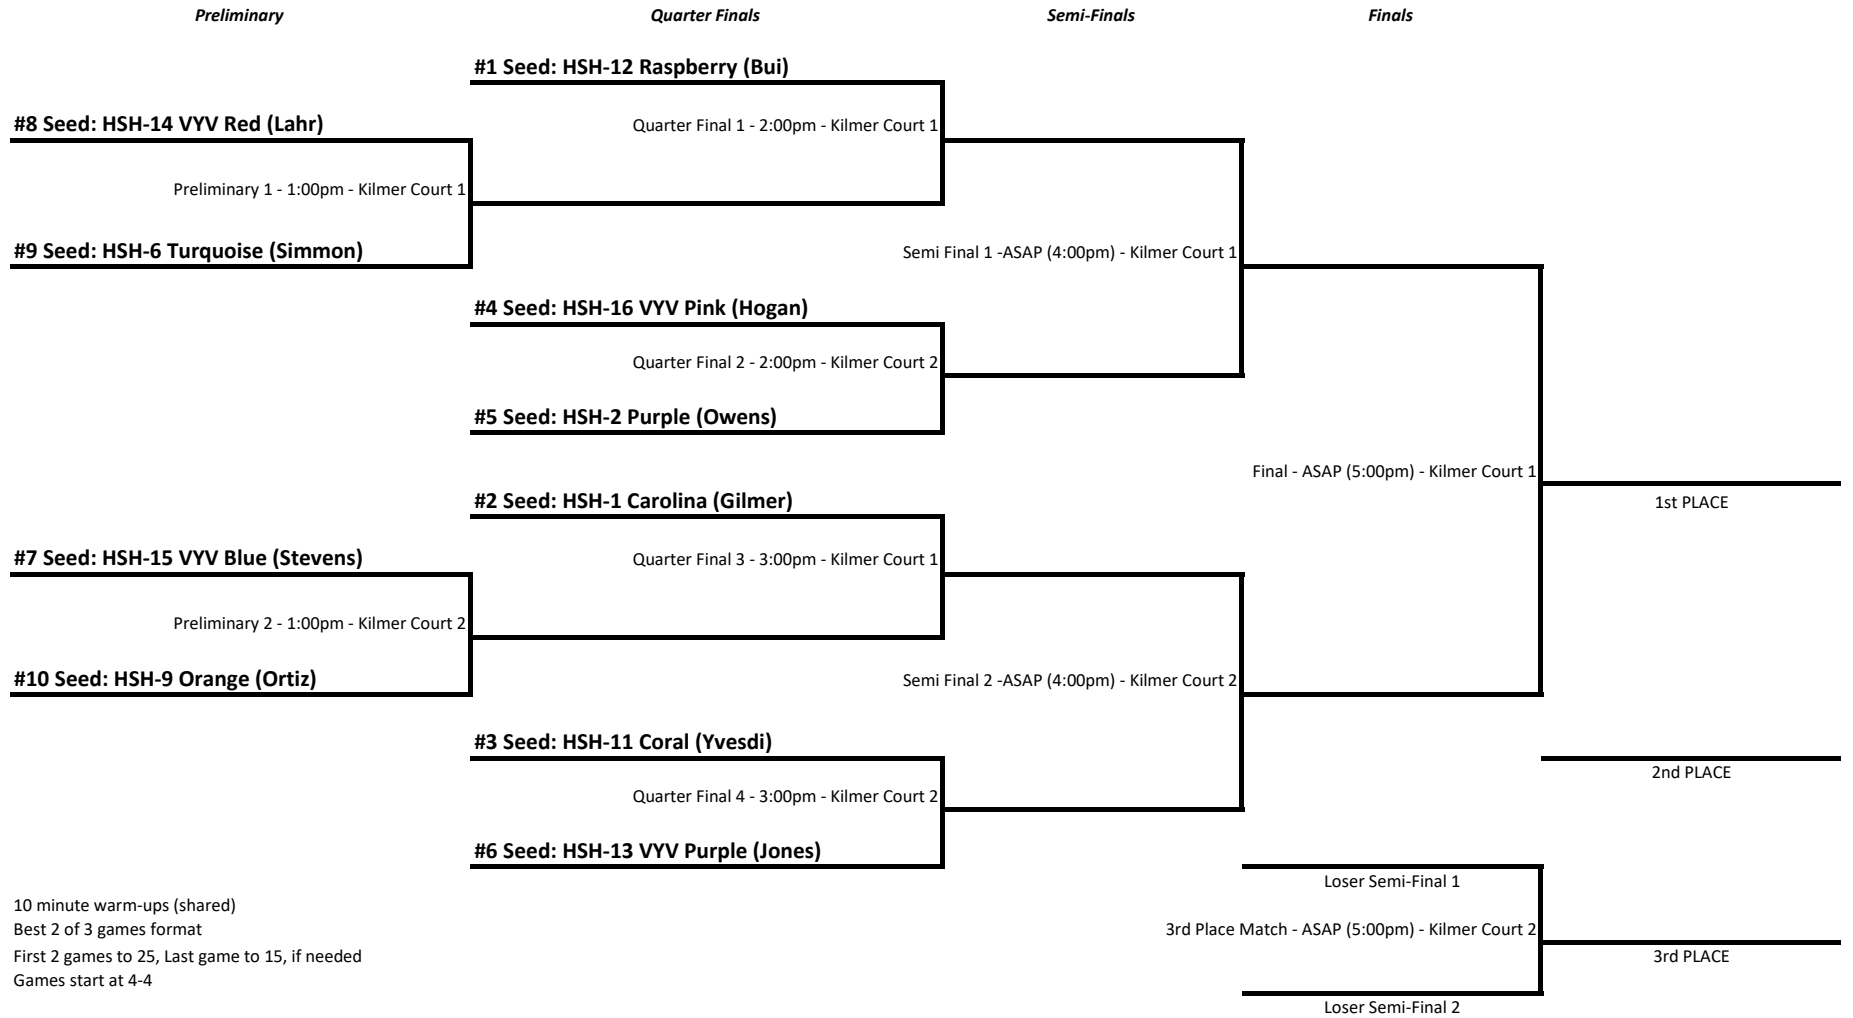 Preliminary
Quarter Finals
Semi-Finals
Finals
#1 Seed: HSH-12 Raspberry (Bui)
#8 Seed: HSH-14 VYV Red (Lahr)
Quarter Final 1 - 2:00pm - Kilmer Court 1
Preliminary 1 - 1:00pm - Kilmer Court 1
#9 Seed: HSH-6 Turquoise (Simmon)
Semi Final 1 -ASAP (4:00pm) - Kilmer Court 1
#4 Seed: HSH-16 VYV Pink (Hogan)
Quarter Final 2 - 2:00pm - Kilmer Court 2
#5 Seed: HSH-2 Purple (Owens)
Final - ASAP (5:00pm) - Kilmer Court 1
1st PLACE
#2 Seed: HSH-1 Carolina (Gilmer)
#7 Seed: HSH-15 VYV Blue (Stevens)
Quarter Final 3 - 3:00pm - Kilmer Court 1
Preliminary 2 - 1:00pm - Kilmer Court 2
#10 Seed: HSH-9 Orange (Ortiz)
Semi Final 2 -ASAP (4:00pm) - Kilmer Court 2
#3 Seed: HSH-11 Coral (Yvesdi)
2nd PLACE
Quarter Final 4 - 3:00pm - Kilmer Court 2
#6 Seed: HSH-13 VYV Purple (Jones)
Loser Semi-Final 1
10 minute warm-ups (shared)
Best 2 of 3 games format
3rd Place Match - ASAP (5:00pm) - Kilmer Court 2
First 2 games to 25, Last game to 15, if needed
3rd PLACE
Games start at 4-4
Loser Semi-Final 2